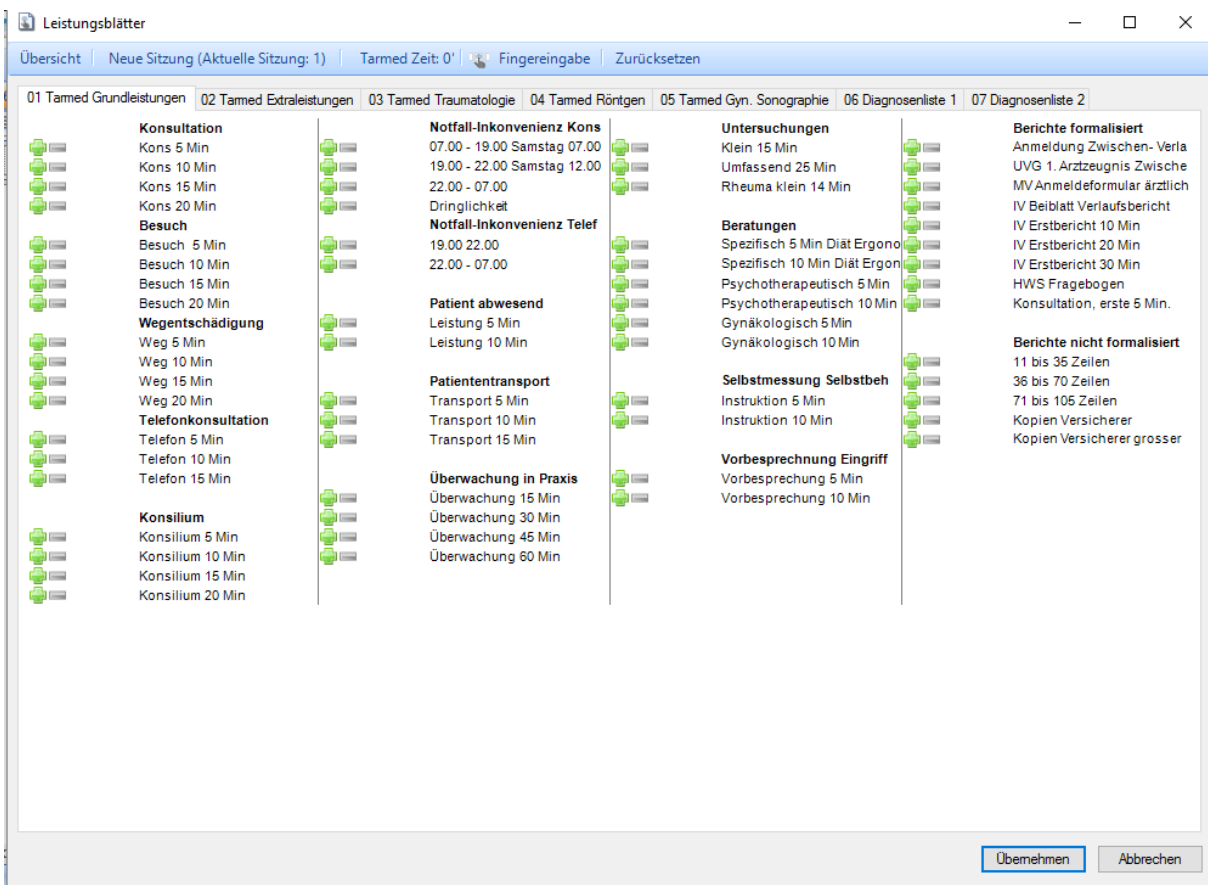 Leistungsblätter
Übersicht Neue Sitzung (Aktuelle Sitzung: 1) Tarmed Zeit: 0' Fingereingabe Zurücksetzen
01 Tarmed Grundleistungen 02 Tarmed Extraleistungen 03 Tarmed Traumatologie 04 Tarmed Röntgen 05 Tarmed Gyn. Sonographie 06 Diagnosenliste 1 07 Diagnosenliste 2
Konsultation
Kons 5 Min
Kons 10 Min
Kons 15 Min
Kons 20 Min
Besuch
Besuch 5 Min
Besuch 10 Min
Besuch 15 Min
Besuch 20 Min
Wegentschädigung
Weg 5 Min
Weg 10 Min
Weg 15 Min
Weg 20 Min
Telefonkonsultation
Telefon 5 Min
Telefon 10 Min
Telefon 15 Min
Konsilium
Konsilium 5 Min
Konsilium 10 Min
Konsilium 15 Min
Konsilium 20 Min
Notfall-Inkonvenienz Kons
07.00 - 19.00 Samstag 07.00
19.00 - 22.00 Samstag 12.00
22.00 - 07.00
Dringlichkeit
Notfall-Inkonvenienz Telef
19.00 22.00
22.00 - 07.00
Patient abwesend
Leistung 5 Min
Leistung 10 Min
Patiententransport
Transport 5 Min
Transport 10 Min
Transport 15 Min
Überwachung in Praxis
Überwachung 15 Min
Überwachung 30 Min
Überwachung 45 Min
Überwachung 60 Min
Untersuchungen
Klein 15 Min
Umfassend 25 Min
Rheuma klein 14 Min
Beratungen
Spezifisch 5 Min Diät Ergono
Spezifisch 10 Min Diät Ergon
Psychotherapeutisch 5 Min
Psychotherapeutisch 10 Min
Gynäkologisch 5 Min
Gynäkologisch 10 Min
Selbstmessung Selbstbeh
Instruktion 5 Min
Instruktion 10 Min
Vorbesprechnung Eingriff
Vorbesprechung 5 Min
Vorbesprechung 10 Min
Berichte formalisiert
Anmeldung Zwischen- Verla
UVG 1. Arztzeugnis Zwische
MV Anmeldeformular ärztlich
IV Beiblatt Verlaufsbericht
IV Erstbericht 10 Min
IV Erstbericht 20 Min
IV Erstbericht 30 Min
HWS Fragebogen
Konsultation, erste 5 Min.
Berichte nicht formalisiert
11 bis 35 Zeilen
36 bis 70 Zeilen
71 bis 105 Zeilen
Kopien Versicherer
Kopien Versicherer grosser
Übernehmen Abbrechen